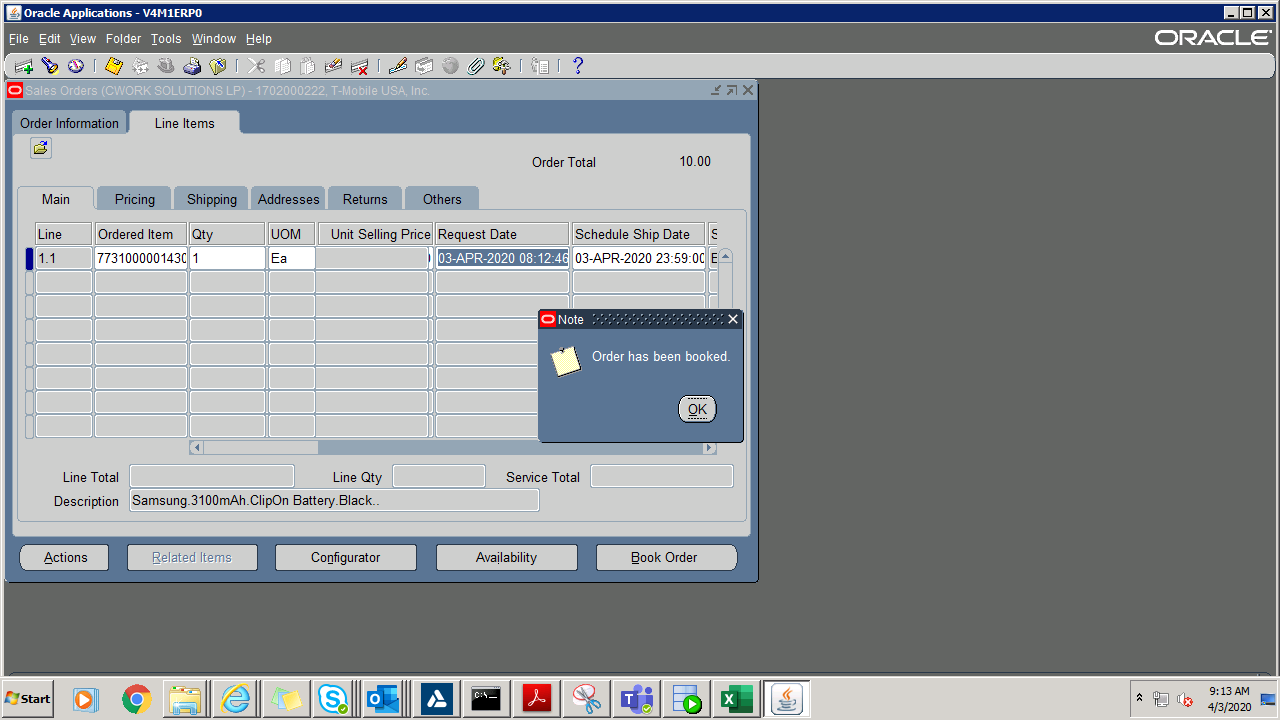 Oracle Applications - V4M1ERP0
File Edit View Folder Tools Window Help
ORACLE
Sales Orders (CWORK SOLUTIONS LP) - 1702000222, T-Mobile USA, Inc.
Order Information Line Items
Order Total 10.00
Main Pricing Shipping Addresses Returns Others
Line Ordered Item Qty UOM Unit Selling Price Request Date Schedule Ship Date S
1.1 7731000001430 1 Ea 03-APR-2020 08:12:46 03-APR-2020 23:59:00 E
Note
Order has been booked.
OK
Line Total Line Qty Service Total
Description Samsung.3100mAh.ClipOn Battery.Black..
Actions Related Items Configurator Availability Book Order
Start
C:\
9:13 AM
4/3/2020